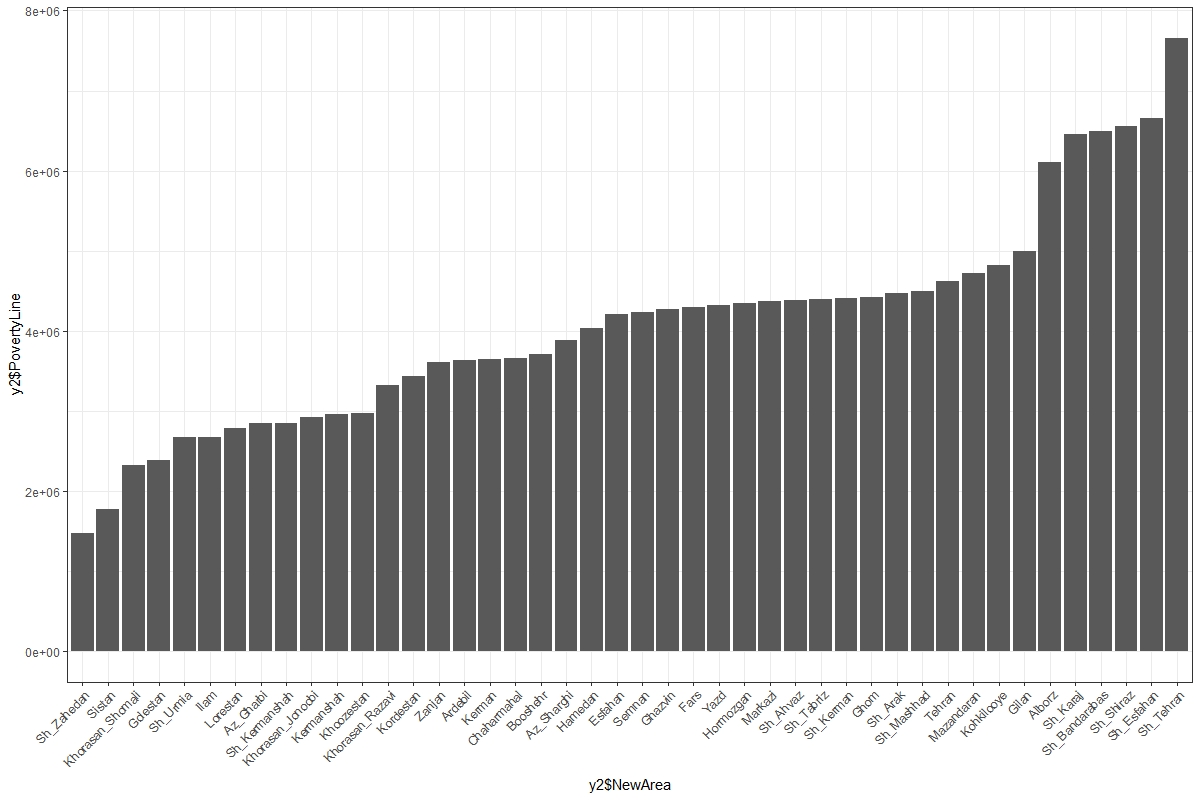 8e+06
6e+06
4e+06
2e+06
0e+00
y2$PovertyLine
Sh_Zahedan
Sistan
Khorasan_Shomali
Golestan
Sh_Urmia
Ilam
Lorestan
Az_Gharbi
Sh_Kermanshah
Khorasan_Jonoobi
Kermanshah
Khoozestan
Khorasan_Razavi
Kordestan
Zanjan
Ardebil
Kerman
Chaharmahal
Booshehr
Az_Sharghi
Hamedan
Esfahan
Semnan
Ghazvin
Fars
Yazd
Hormozgan
Markazi
Sh_Ahvaz
Sh_Tabriz
Sh_Kerman
Ghom
Sh_Arak
Sh_Mashhad
Tehran
Mazandaran
Kohkilooye
Gilan
Alborz
Sh_Karaj
Sh_Bandarabas
Sh_Shiraz
Sh_Esfahan
Sh_Tehran
y2$NewArea